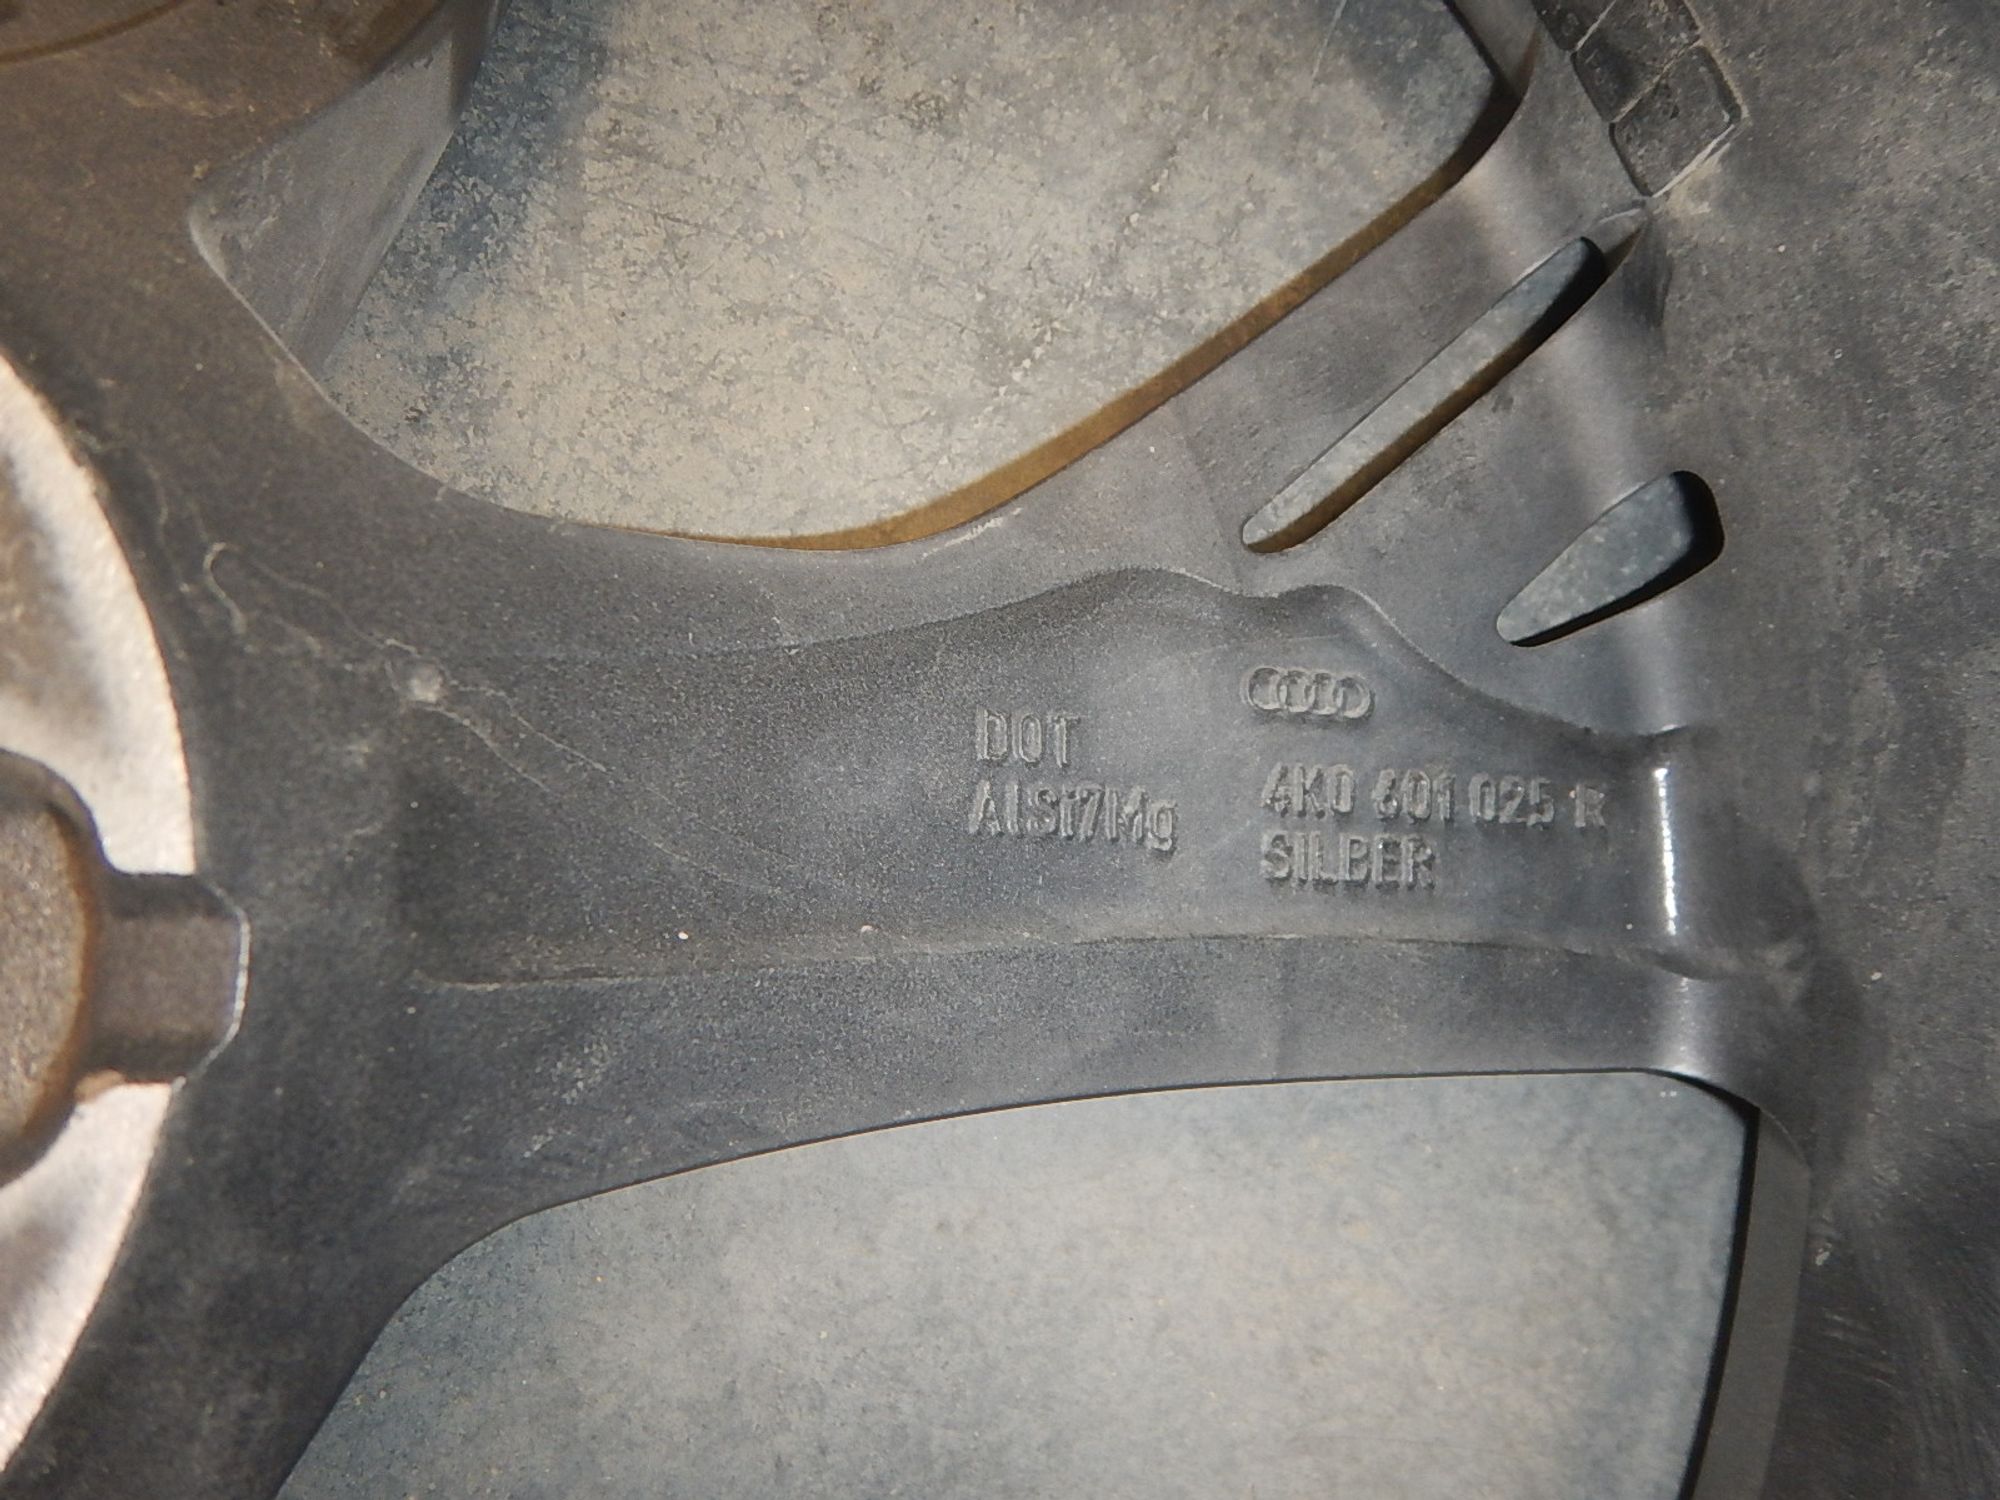 DOT
AlSi7Mg
4K0 601 025 R
SILBER